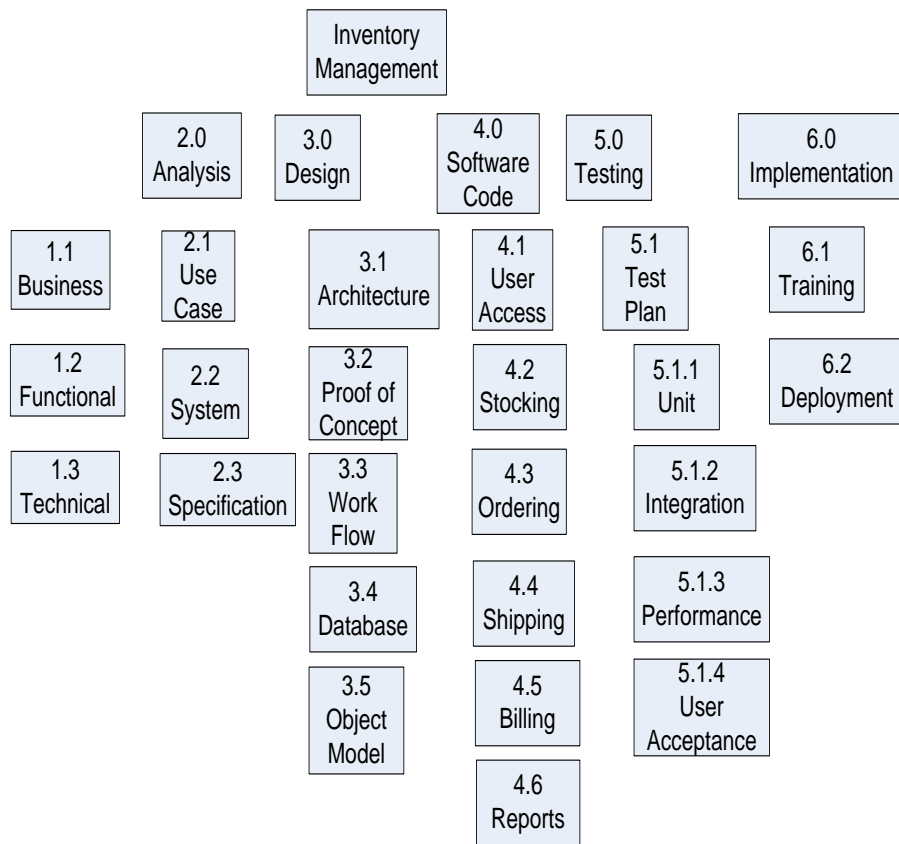 Inventory
Management
2.0
Analysis
3.0
Design
4.0
Software
Code
5.0
Testing
6.0
Implementation
1.1
Business
1.2
Functional
1.3
Technical
2.1
Use
Case
2.2
System
2.3
Specification
3.1
Architecture
3.2
Proof of
Concept
3.3
Work
Flow
3.4
Database
3.5
Object
Model
4.1
User
Access
4.2
Stocking
4.3
Ordering
4.4
Shipping
4.5
Billing
4.6
Reports
5.1
Test
Plan
5.1.1
Unit
5.1.2
Integration
5.1.3
Performance
5.1.4
User
Acceptance
6.1
Training
6.2
Deployment